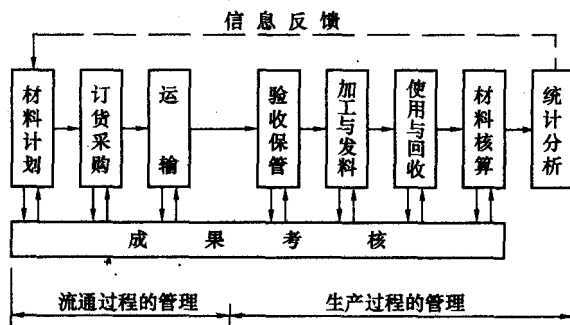 信息反馈
材料计划
订货采购
运输
验收保管
加工与发料
使用与回收
材料核算
统计分析
成果考核
流通过程的管理
生产过程的管理